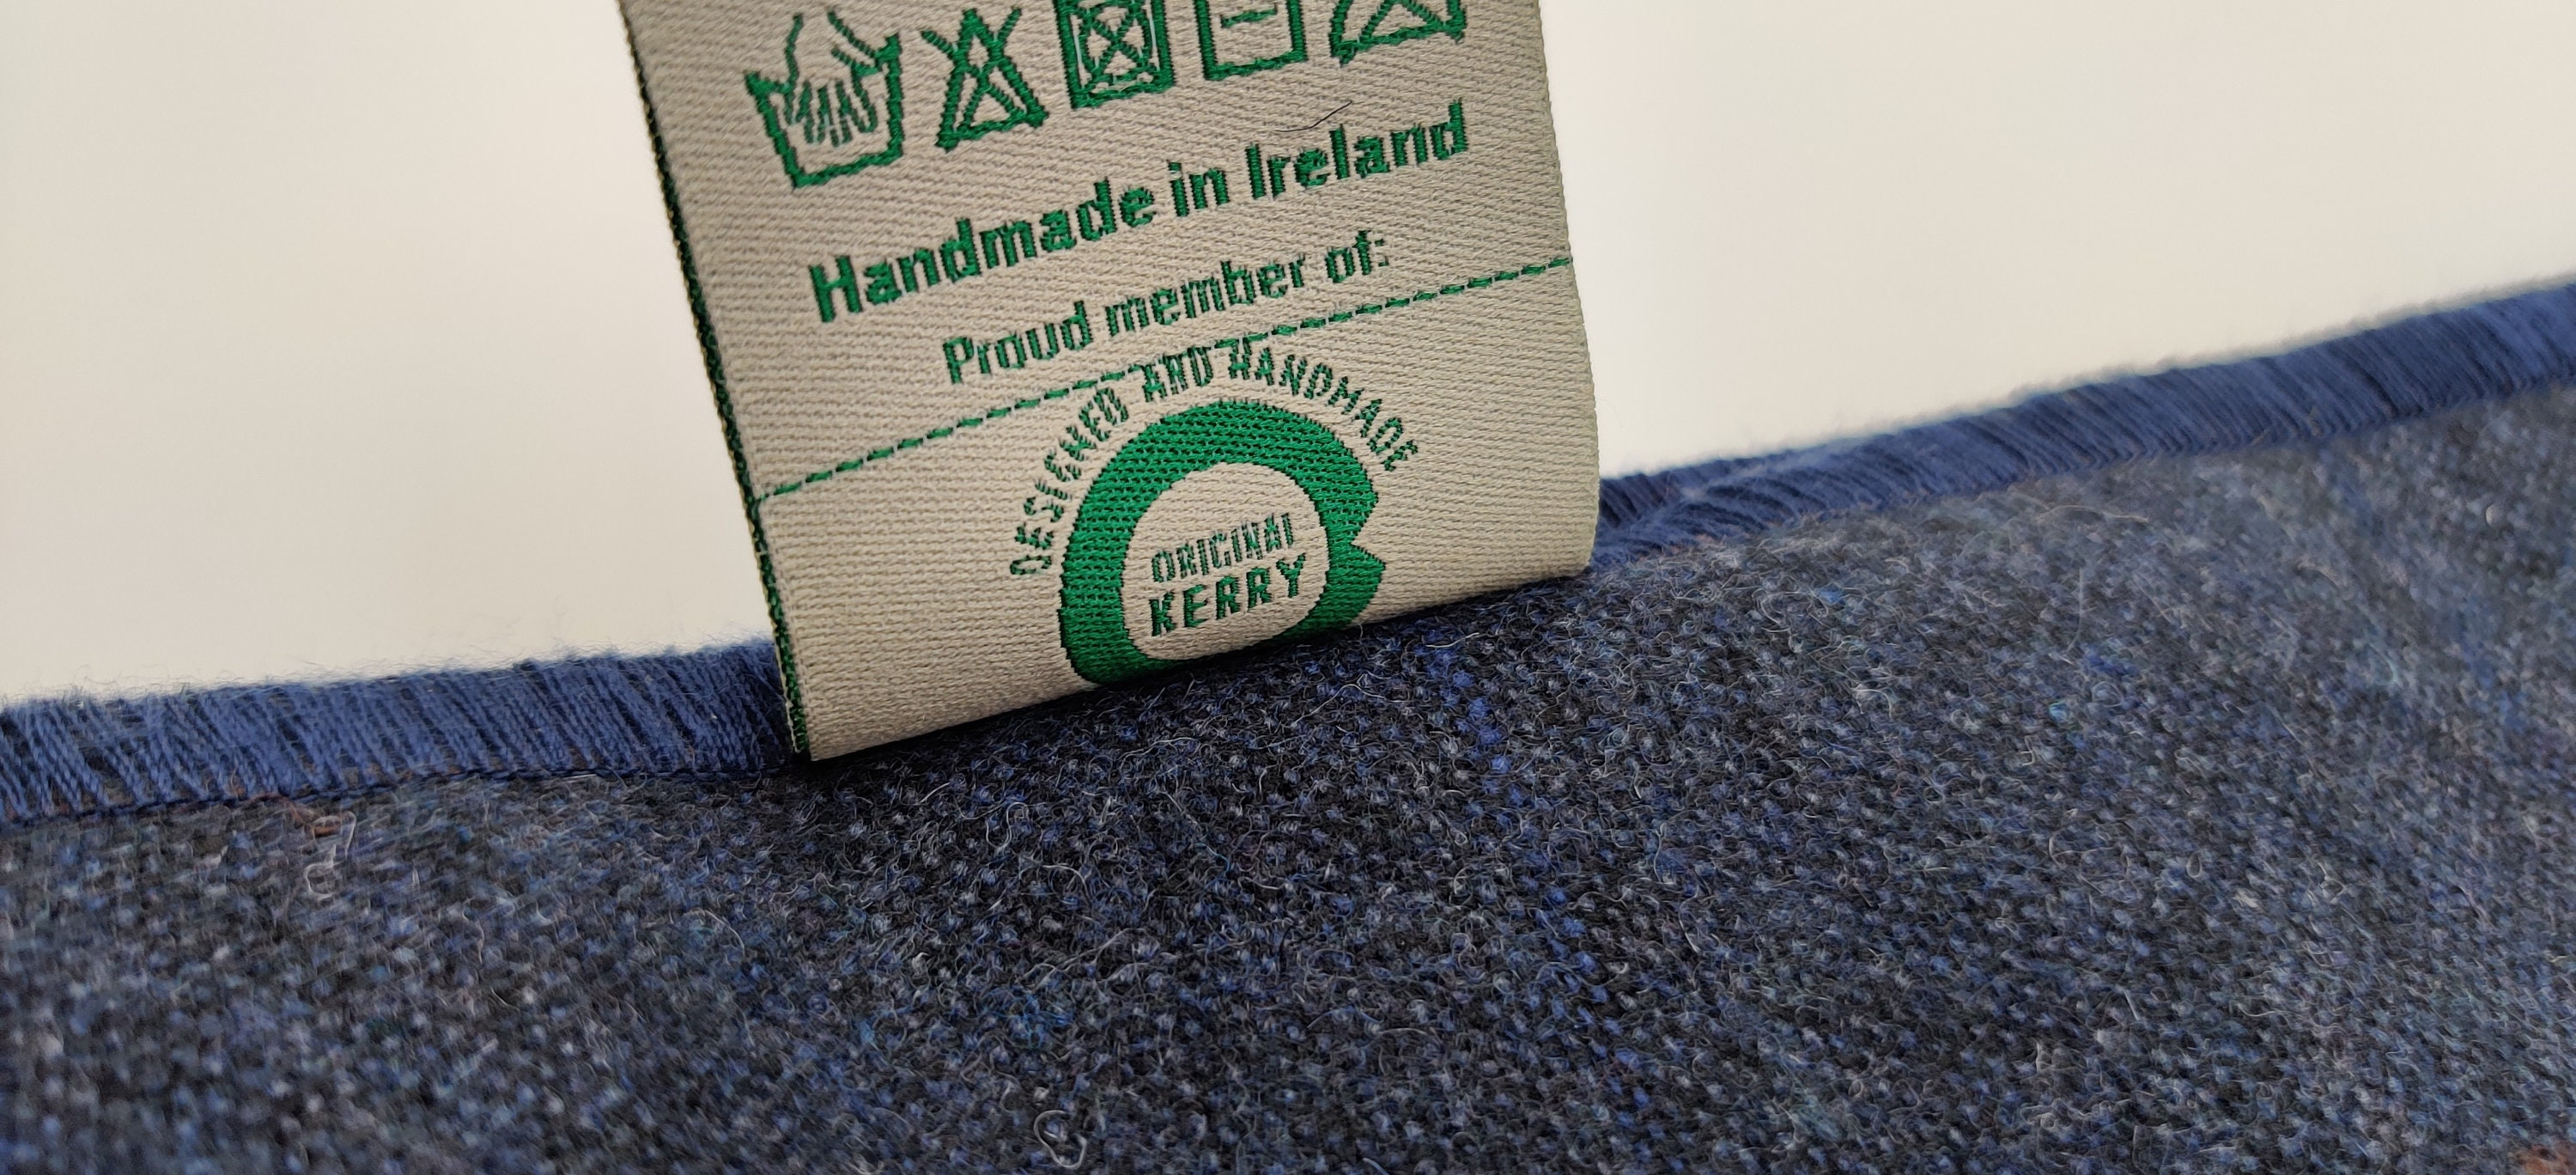 Handmade in Ireland
Proud member of:
DESIGNED AND HANDMADE
ORIGINAL
KERRY